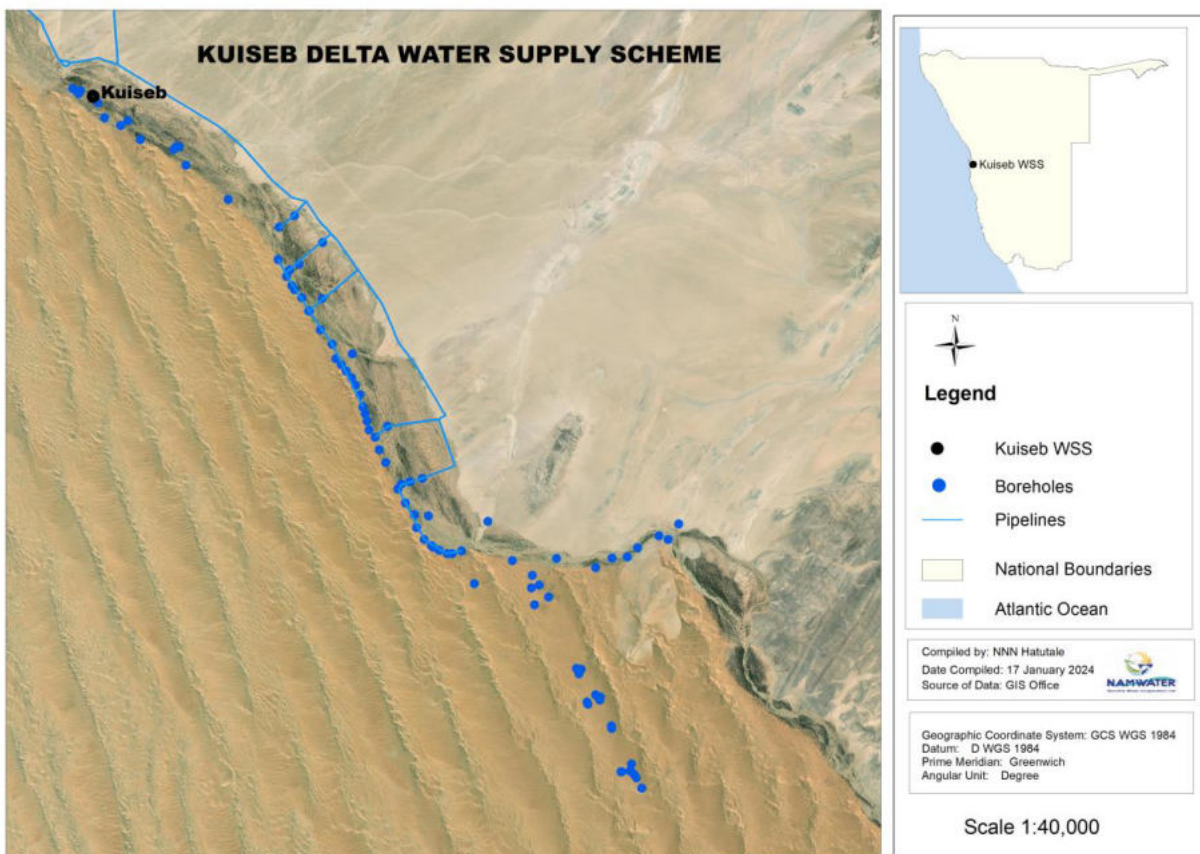 KUISEB DELTA WATER SUPPLY SCHEME
Kuiseb
Kuiseb WSS
N
Legend
Kuiseb WSS
Boreholes
Pipelines
National Boundaries
Atlantic Ocean
Compiled by: NNN Hatutale
Date Compiled: 17 January 2024
Source of Data: GIS Office
NAMWATER
Geographic Coordinate System: GCS WGS 1984
Datum: D WGS 1984
Prime Meridian: Greenwich
Angular Unit: Degree
Scale 1:40,000